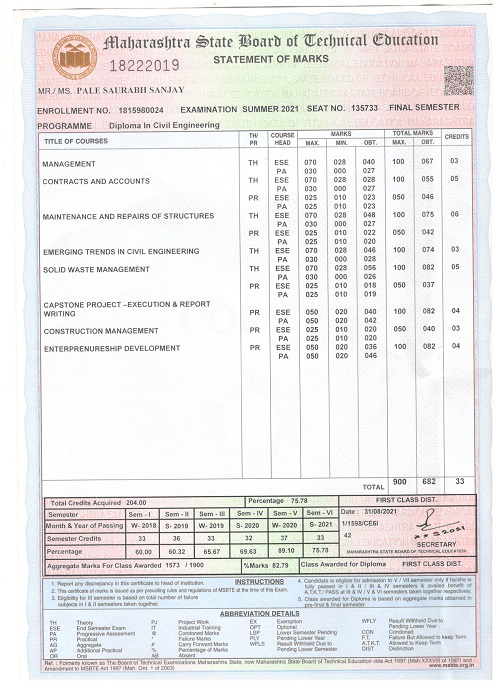 Maharashtra State Board of Technical Education
18222019
STATEMENT OF MARKS
MR./ MS. PALE SAURABH SANJAY
ENROLLMENT NO. 1815980024 EXAMINATION SUMMER 2021 SEAT NO. 135733 FINAL SEMESTER
PROGRAMME Diploma In Civil Engineering
TITLE OF COURSES TH/ PR COURSE HEAD MARKS TOTAL MARKS CREDITS
MAX. MIN. OBT. MAX. OBT.
MANAGEMENT TH ESE 070 028 040 100 067 03
PA 030 000 027
CONTRACTS AND ACCOUNTS TH ESE 070 028 028 100 055 05
PA 030 000 027
PR ESE 025 010 023 050 046
PA 025 010 023
MAINTENANCE AND REPAIRS OF STRUCTURES TH ESE 070 028 048 100 075 06
PA 030 000 027
PR ESE 025 010 022 050 042
PA 025 010 020
EMERGING TRENDS IN CIVIL ENGINEERING TH ESE 070 028 046 100 074 03
PA 030 000 028
SOLID WASTE MANAGEMENT TH ESE 070 028 056 100 082 05
PA 030 000 026
PR ESE 025 010 018 050 037
PA 025 010 019
CAPSTONE PROJECT –EXECUTION & REPORT
WRITING PR ESE 050 020 040 100 082 04
PA 050 020 042
CONSTRUCTION MANAGEMENT PR ESE 025 010 020 050 040 03
PA 025 010 020
ENTERPRENURESHIP DEVELOPMENT PR ESE 050 020 036 100 082 04
PA 050 020 046
TOTAL 900 682 33
Total Credits Acquired 204.00 Percentage 75.78 FIRST CLASS DIST.
Semester Sem - I Sem - II Sem - III Sem - IV Sem - V Sem - VI Date : 31/08/2021
Month & Year of Passing W- 2018 S- 2019 W- 2019 S- 2020 W- 2020 S- 2021 1/1598/CE6I
Semester Credits 33 36 33 32 37 33 42
SECRETARY
Percentage 60.00 60.32 65.67 69.63 89.10 75.78 MAHARASHTRA STATE BOARD OF TECHNICAL EDUCATION
Aggregate Marks For Class Awarded 1573 / 1900 %Marks 82.79 Class Awarded for Diploma FIRST CLASS DIST.
INSTRUCTIONS
1. Report any discrepancy in this certificate to head of Institution.
2. This certificate of marks is issued as per prevailing rules and regulations of MSBTE at the time of this Exam.
3. Eligibility for III semester is based on total number of failure
subjects in I & II semesters taken together.
4. Candidate is eligible for admission to V / VII semester only if he/she is
fully passed in I & II / III & IV semesters & availed benefit of
A.T.K.T./ PASS at III & IV / V & VI semesters taken together respectively.
5. Class awarded for Diploma is based on aggregate marks obtained in
pre-final & final semester
ABBREVIATION DETAILS
TH Theory
ESE End Semester Exam
PA Progressive Assessment
PR Practical
AG Aggregate
AP Additional Practical
OR Oral
PJ Project Work
IT Industrial Training
@ Condoned Marks
* Failure Marks
# Carry Forward Marks
% Percentage of Marks
AB Absent
EX Exemption
OPT Optional
LSP Lower Semester Pending
PLY Pending Lower Year
WPLS Result Withheld Due to
Pending Lower Semester
WFLY Result Withheld Due to
Pending Lower Year
CON Condoned
F.T. Failure But Allowed to keep Term
A.T.K.T. Allowed to Keep Term
DIST Distinction
Ref. : Formerly known as The Board of Technical Examinations Maharashtra State, now Maharashtra State Board of Technical Education vide Act 1997 (Mah.XXXVIII of 1997) and
Amendment to MSBTE Act 1997 (Mah. Ord. 1 of 2003)
www.msbte.org.in